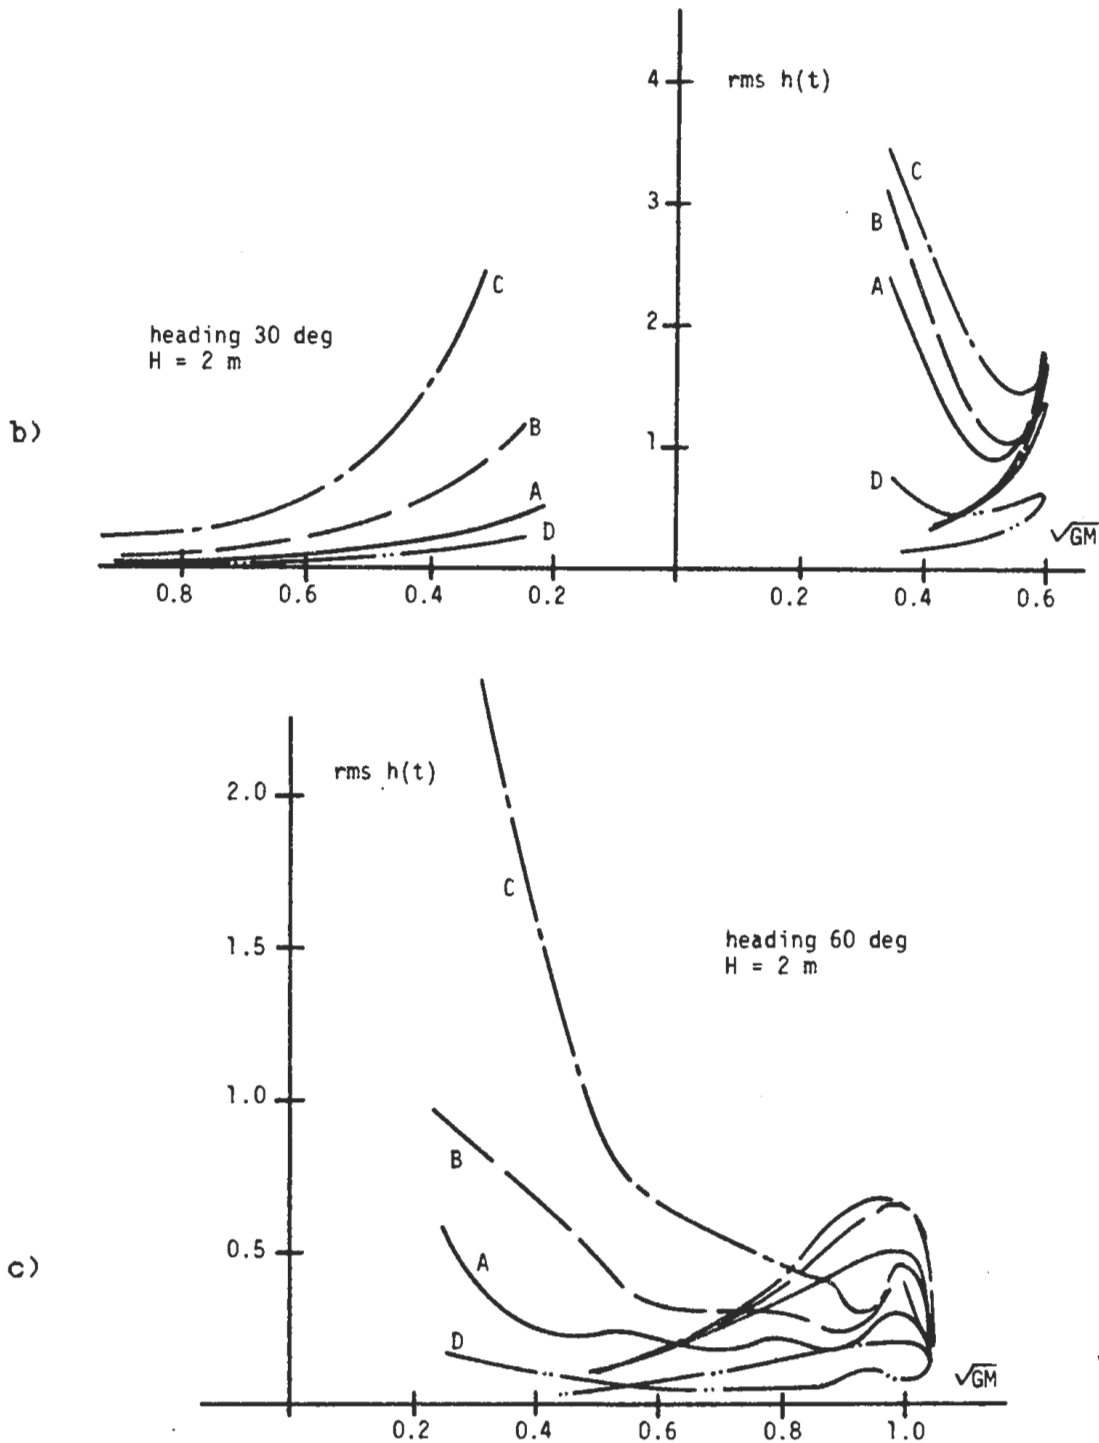 4
rms h(t)
3
C
B
A
2
C
heading 30 deg
H = 2 m
b)
B
1
A
D
D
√GM
0.8
0.6
0.4
0.2
0.2
0.4
0.6
rms h(t)
2.0
C
1.5
heading 60 deg
H = 2 m
1.0
B
0.5
A
c)
D
√GM
0.2
0.4
0.6
0.8
1.0